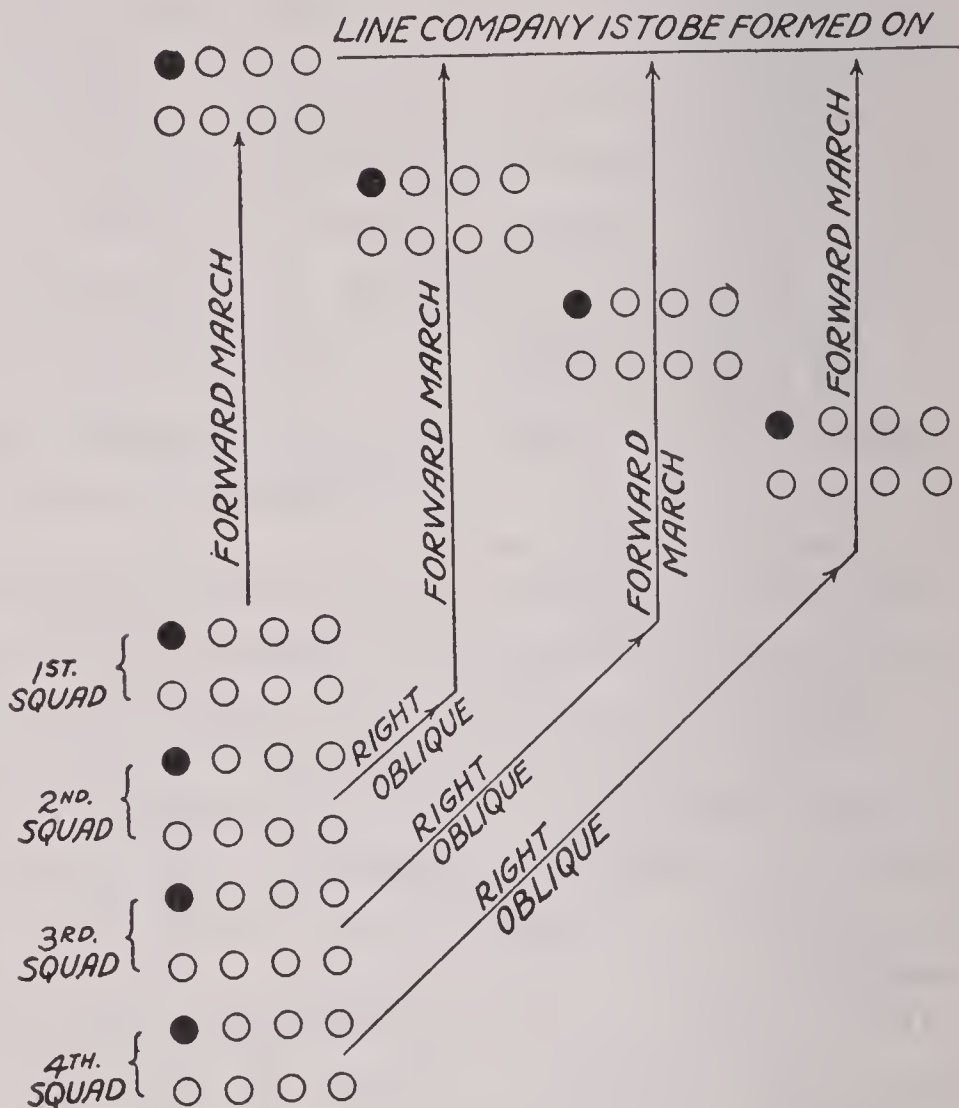 LINE COMPANY IS TO BE FORMED ON
FORWARD MARCH
FORWARD MARCH
FORWARD
MARCH
FORWARD MARCH
1ST.
SQUAD
RIGHT
OBLIQUE
2ND.
SQUAD
RIGHT
OBLIQUE
3RD.
SQUAD
RIGHT
OBLIQUE
4TH.
SQUAD